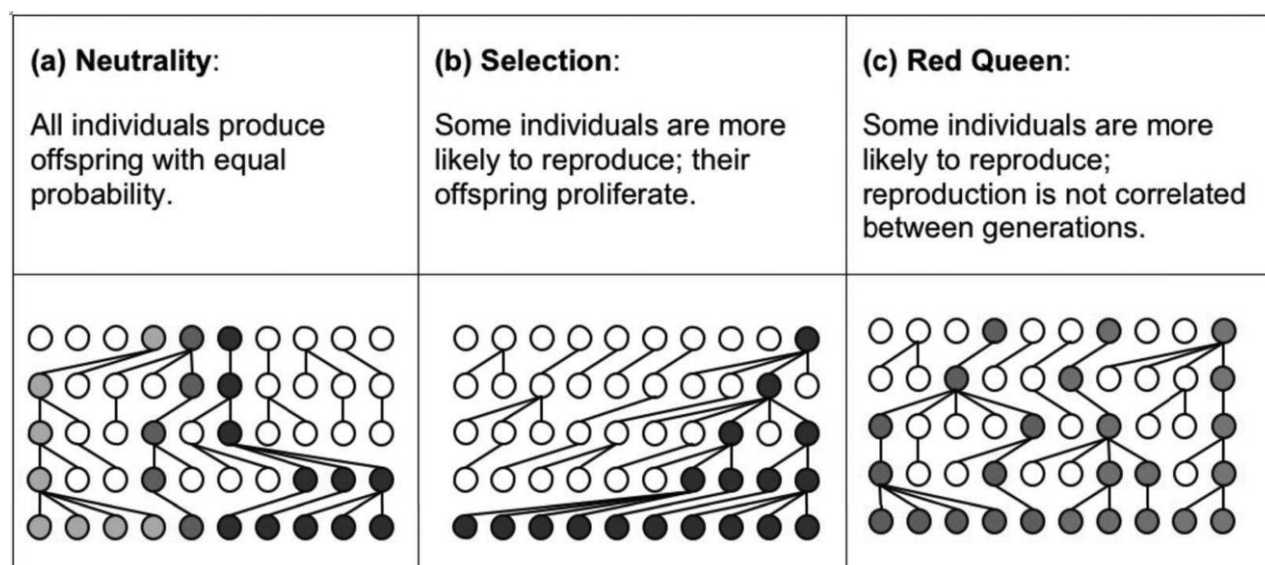 (a) Neutrality:
All individuals produce
offspring with equal
probability.
(b) Selection:
Some individuals are more
likely to reproduce; their
offspring proliferate.
(c) Red Queen:
Some individuals are more
likely to reproduce;
reproduction is not correlated
between generations.